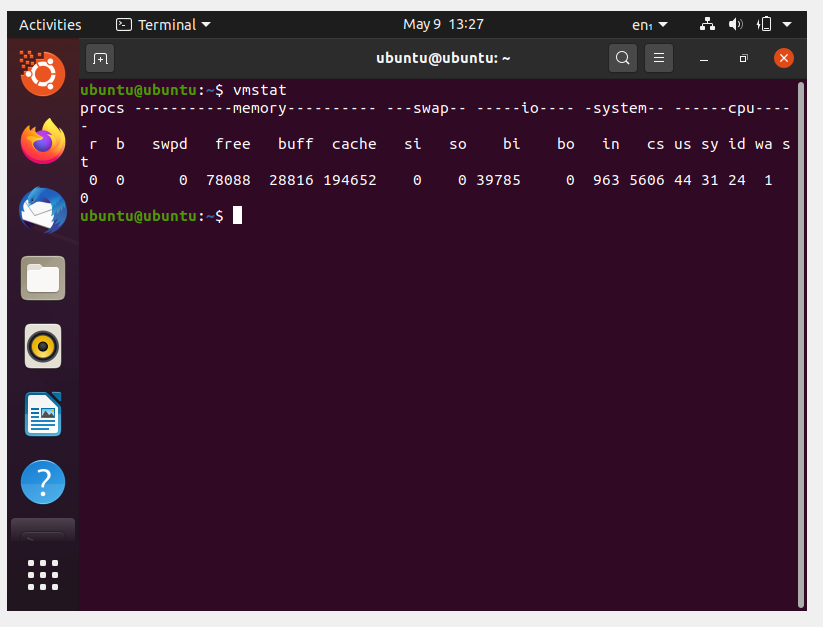 Activities Terminal May 9 13:27 en₁
ubuntu@ubuntu: ~
ubuntu@ubuntu:~$ vmstat
procs -----------memory---------- ---swap-- -----io---- -system-- ------cpu----
-
 r  b   swpd   free   buff  cache   si   so    bi    bo   in   cs us sy id wa s
t
 0  0      0  78088  28816 194652    0    0 39785     0  963 5606 44 31 24  1 
0
ubuntu@ubuntu:~$